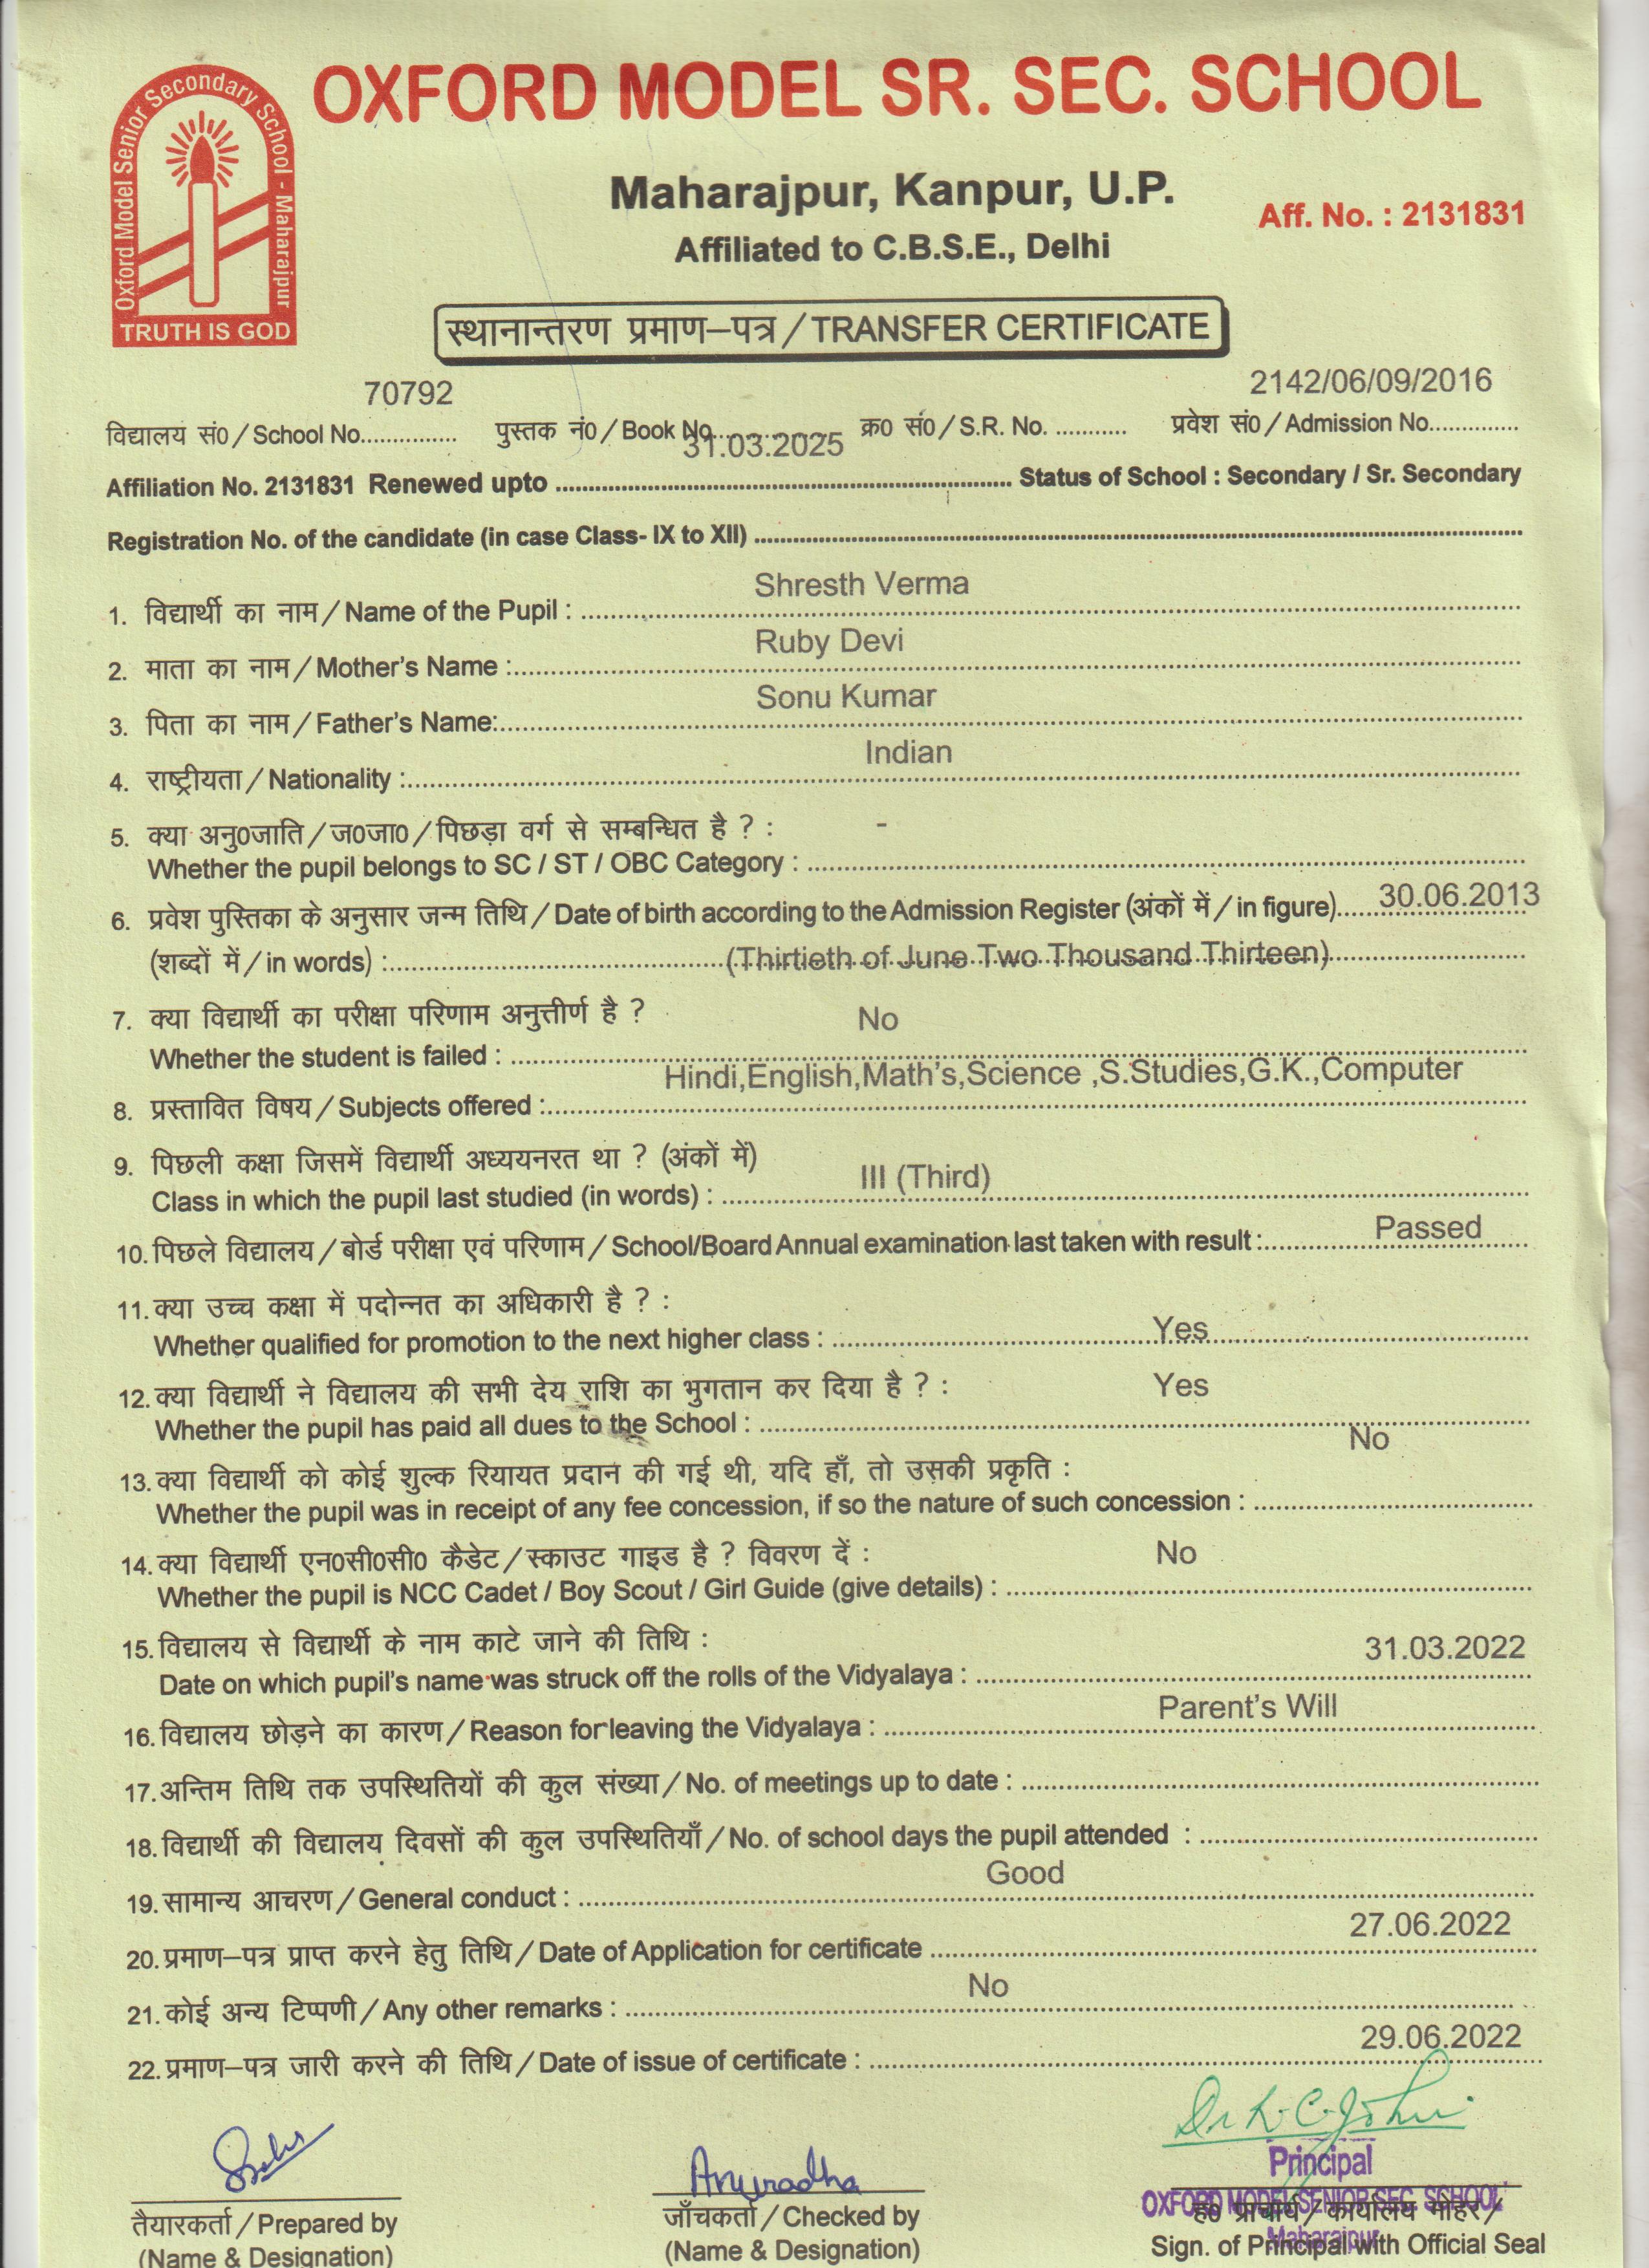 OXFORD MODEL SR. SEC. SCHOOL
Oxford Model Senior Secondary School - Maharajpur
TRUTH IS GOD
Maharajpur, Kanpur, U.P.
Aff. No. : 2131831
Affiliated to C.B.S.E., Delhi
स्थानान्तरण प्रमाण–पत्र / TRANSFER CERTIFICATE
70792 2142/06/09/2016
विद्यालय सं0 / School No............... पुस्तक नं0 / Book No.................. क्र0 सं0 / S.R. No. ........... प्रवेश सं0 / Admission No..............
31.03.2025
Affiliation No. 2131831 Renewed upto .................... Status of School : Secondary / Sr. Secondary
Registration No. of the candidate (in case Class- IX to XII) ....................
Shresth Verma
1. विद्यार्थी का नाम / Name of the Pupil : ....................
Ruby Devi
2. माता का नाम / Mother's Name :....................
Sonu Kumar
3. पिता का नाम / Father's Name:....................
Indian
4. राष्ट्रीयता / Nationality :....................
5. क्या अनु0जाति / ज0जा0 / पिछड़ा वर्ग से सम्बन्धित है ? : -
Whether the pupil belongs to SC / ST / OBC Category : ....................
6. प्रवेश पुस्तिका के अनुसार जन्म तिथि / Date of birth according to the Admission Register (अंकों में / in figure)..... 30.06.2013
(शब्दों में / in words) :.................... (Thirtieth of June Two Thousand Thirteen)....................
7. क्या विद्यार्थी का परीक्षा परिणाम अनुत्तीर्ण है ? No
Whether the student is failed : ....................
Hindi,English,Math's,Science ,S.Studies,G.K.,Computer
8. प्रस्तावित विषय / Subjects offered :....................
9. पिछली कक्षा जिसमें विद्यार्थी अध्ययनरत था ? (अंकों में)
Class in which the pupil last studied (in words) : .................... III (Third)
10. पिछले विद्यालय / बोर्ड परीक्षा एवं परिणाम / School/Board Annual examination last taken with result :.................... Passed
11. क्या उच्च कक्षा में पदोन्नत का अधिकारी है ? :
Whether qualified for promotion to the next higher class : .................... Yes....................
12. क्या विद्यार्थी ने विद्यालय की सभी देय राशि का भुगतान कर दिया है ? : Yes
Whether the pupil has paid all dues to the School : ....................
No
13. क्या विद्यार्थी को कोई शुल्क रियायत प्रदान की गई थी, यदि हाँ, तो उसकी प्रकृति :
Whether the pupil was in receipt of any fee concession, if so the nature of such concession : ....................
14. क्या विद्यार्थी एन0सी0सी0 कैडेट / स्काउट गाइड है ? विवरण दें : No
Whether the pupil is NCC Cadet / Boy Scout / Girl Guide (give details) : ....................
15. विद्यालय से विद्यार्थी के नाम काटे जाने की तिथि : 31.03.2022
Date on which pupil's name was struck off the rolls of the Vidyalaya : ....................
Parent's Will
16. विद्यालय छोड़ने का कारण / Reason for leaving the Vidyalaya : ....................
17. अन्तिम तिथि तक उपस्थितियों की कुल संख्या / No. of meetings up to date : ....................
18. विद्यार्थी की विद्यालय दिवसों की कुल उपस्थितियाँ / No. of school days the pupil attended : ....................
Good
19. सामान्य आचरण / General conduct : ....................
27.06.2022
20. प्रमाण–पत्र प्राप्त करने हेतु तिथि / Date of Application for certificate ....................
No
21. कोई अन्य टिप्पणी / Any other remarks : ....................
29.06.2022
22. प्रमाण–पत्र जारी करने की तिथि / Date of issue of certificate : ....................
Anuradha
Principal
OXFORD MODEL SENIOR SEC. SCHOOL
Maharajpur
तैयारकर्ता / Prepared by जाँचकर्ता / Checked by ह0 प्राचार्य / कार्यालय मोहर /
(Name & Designation) (Name & Designation) Sign. of Principal with Official Seal